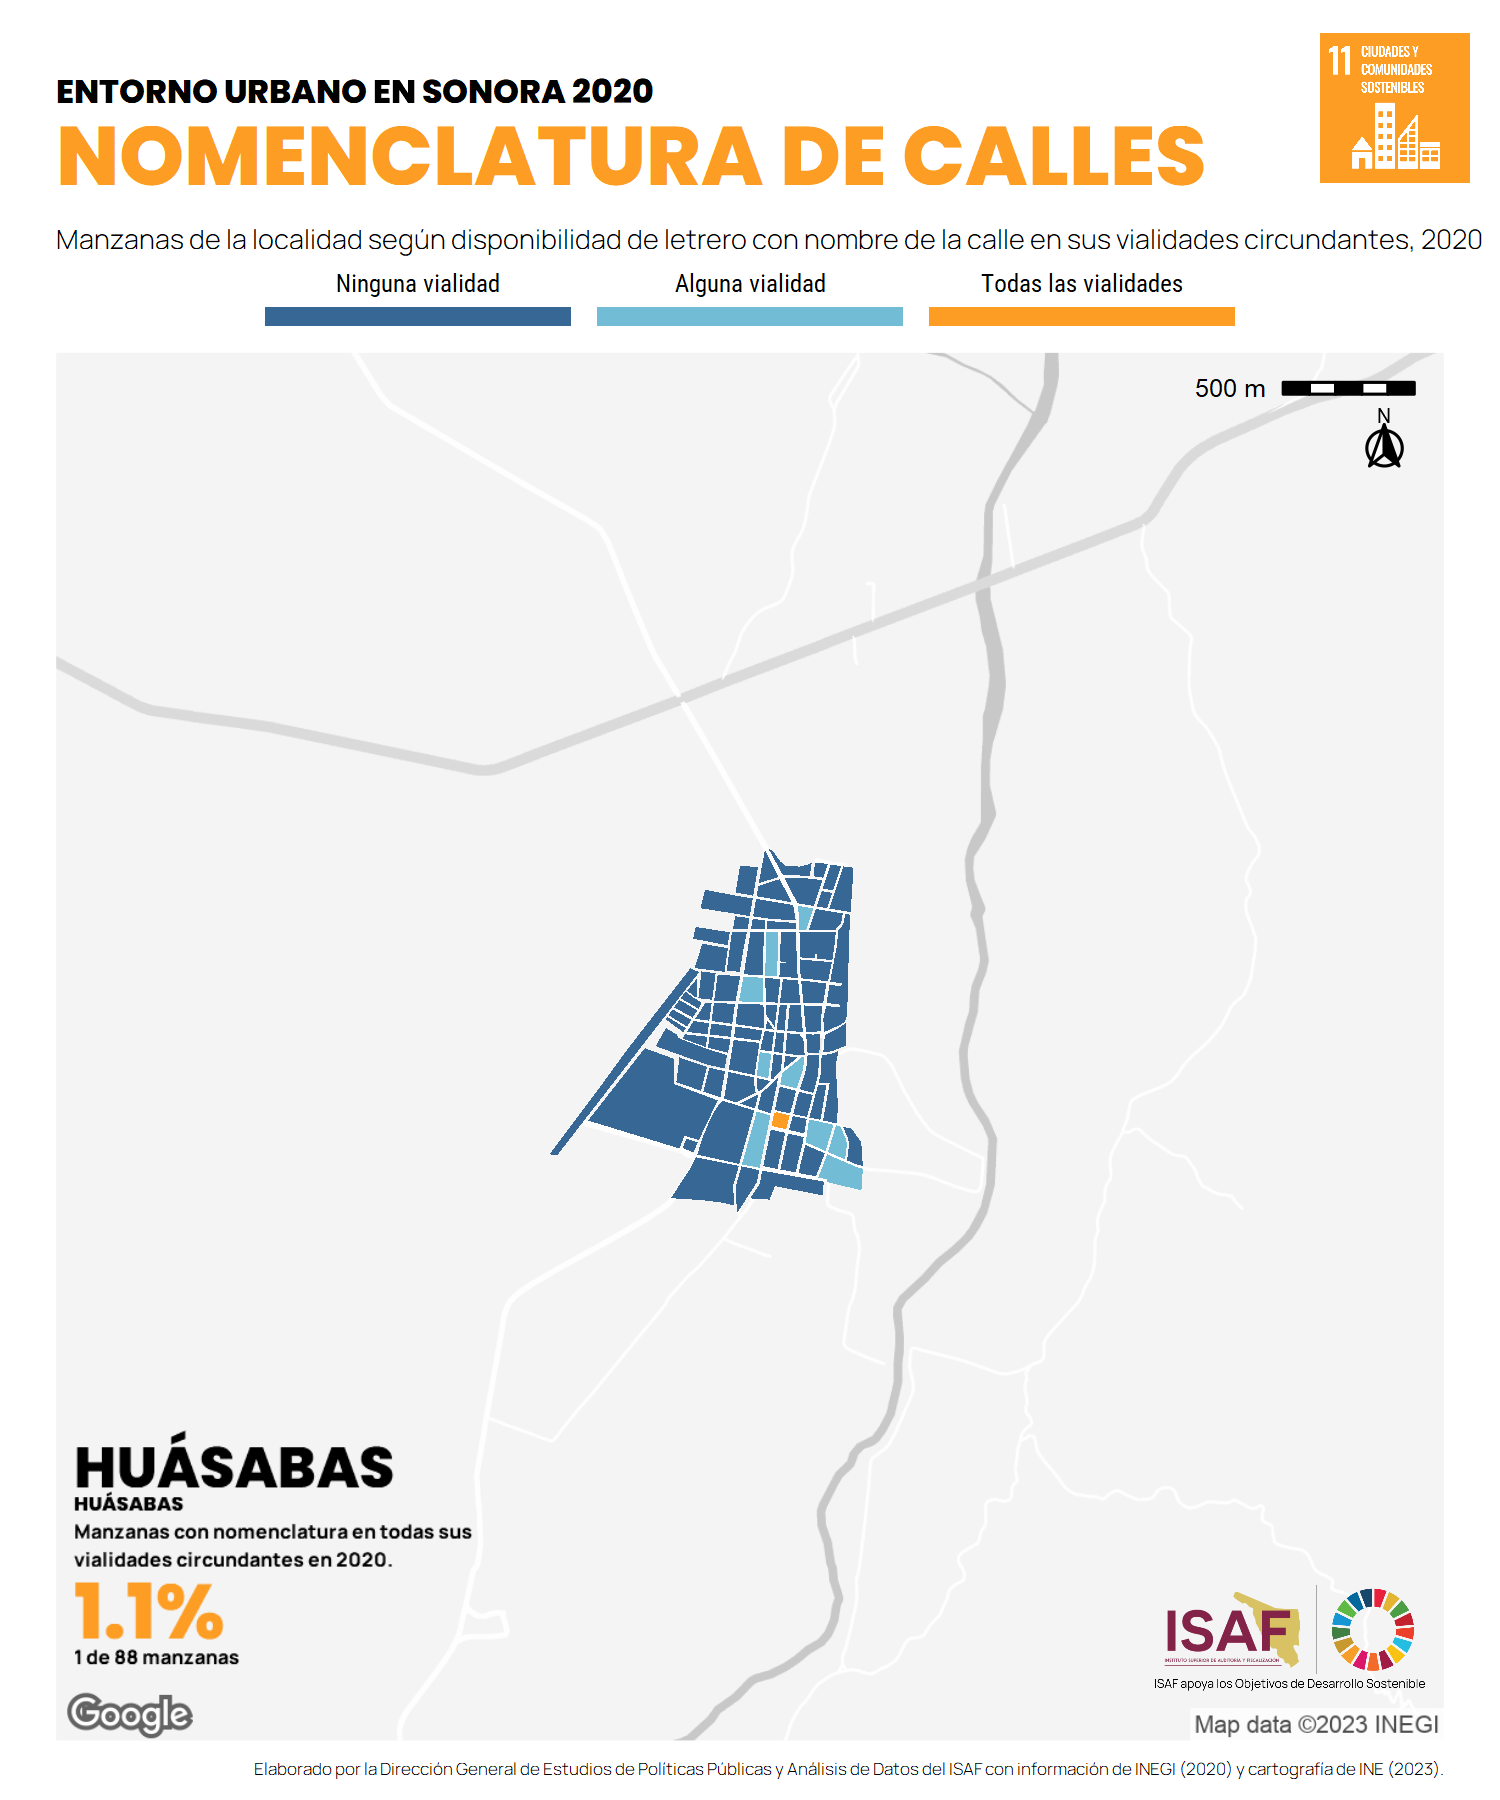 ENTORNO URBANO EN SONORA 2020
NOMENCLATURA DE CALLES
11 CIUDADES Y
COMUNIDADES
SOSTENIBLES
Manzanas de la localidad según disponibilidad de letrero con nombre de la calle en sus vialidades circundantes, 2020
Ninguna vialidad
Alguna vialidad
Todas las vialidades
500 m
N
HUÁSABAS
HUÁSABAS
Manzanas con nomenclatura en todas sus
vialidades circundantes en 2020.
1.1%
1 de 88 manzanas
Google
ISAF
INSTITUTO SUPERIOR DE AUDITORÍA Y FISCALIZACIÓN
ISAF apoya los Objetivos de Desarrollo Sostenible
Map data ©2023 INEGI
Elaborado por la Dirección General de Estudios de Políticas Públicas y Análisis de Datos del ISAF con información de INEGI (2020) y cartografía de INE (2023).